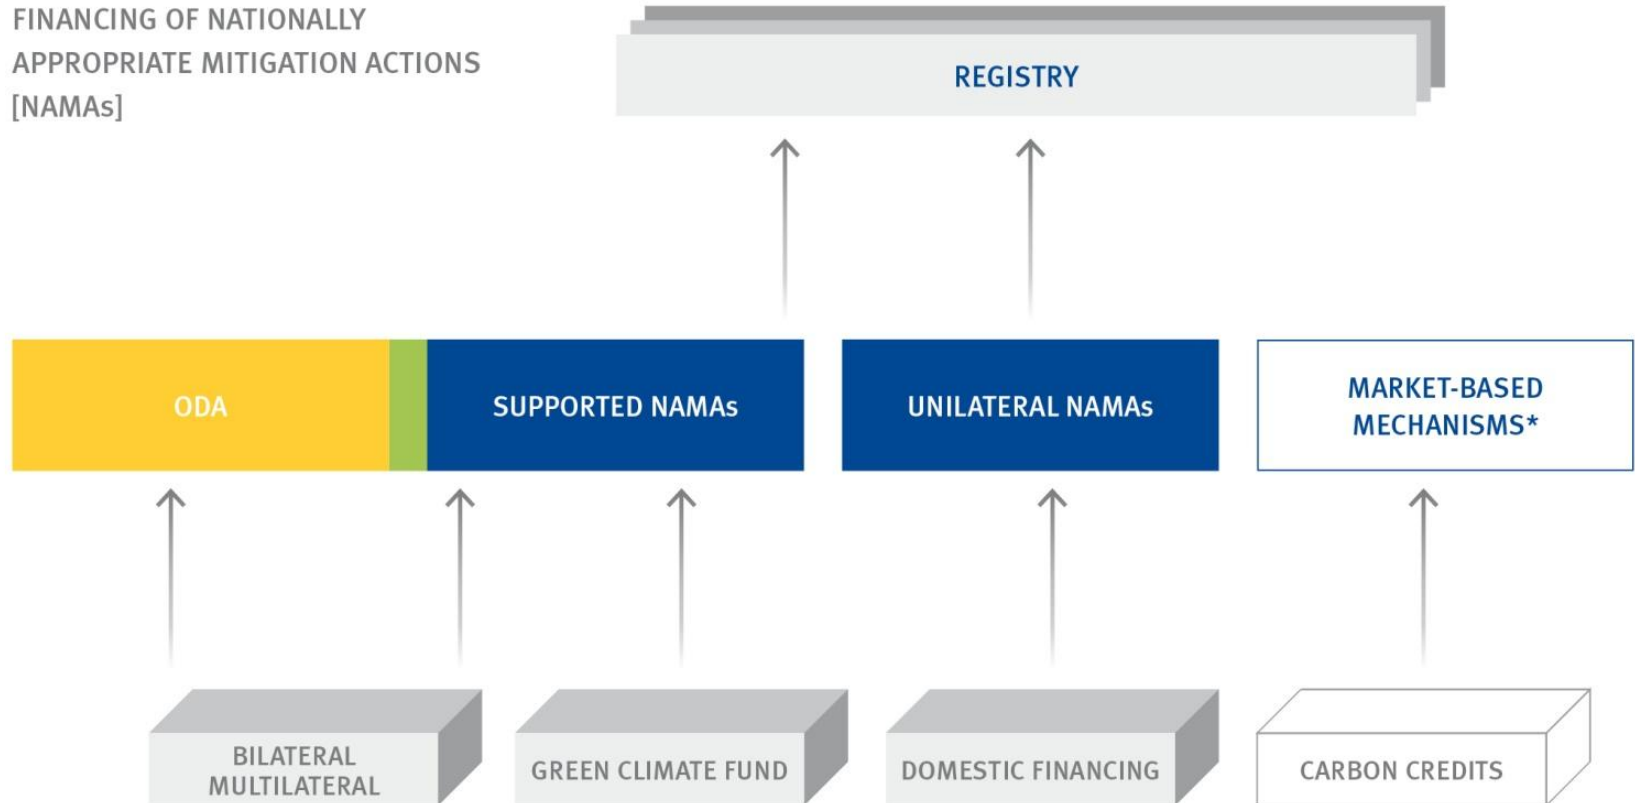 FINANCING OF NATIONALLY
APPROPRIATE MITIGATION ACTIONS
[NAMAs]
REGISTRY
ODA
SUPPORTED NAMAs
UNILATERAL NAMAs
MARKET-BASED
MECHANISMS*
BILATERAL
MULTILATERAL
GREEN CLIMATE FUND
DOMESTIC FINANCING
CARBON CREDITS